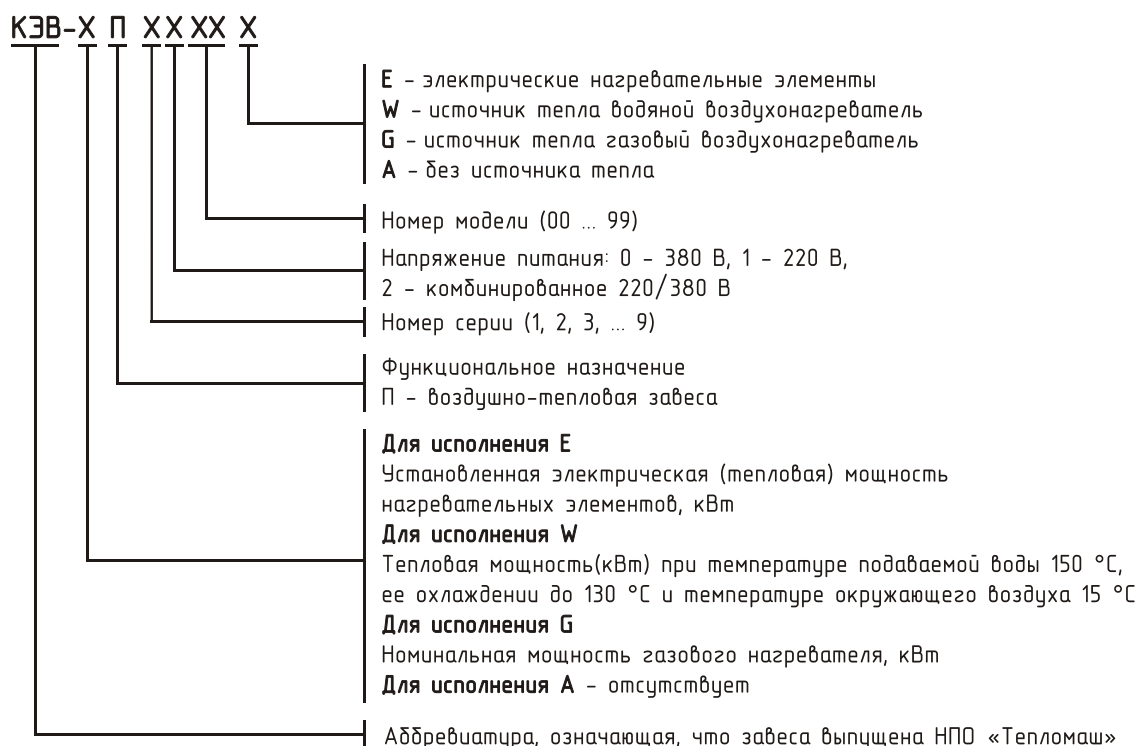 КЭВ-Х П Х Х ХХ Х
E - электрические нагревательные элементы
W - источник тепла водяной воздухонагреватель
G - источник тепла газовый воздухонагреватель
A - без источника тепла
Номер модели (00 ... 99)
Напряжение питания: 0 - 380 В, 1 - 220 В,
2 - комбинированное 220/380 В
Номер серии (1, 2, 3, ... 9)
Функциональное назначение
П - воздушно-тепловая завеса
Для исполнения E
Установленная электрическая (тепловая) мощность
нагревательных элементов, кВт
Для исполнения W
Тепловая мощность(кВт) при температуре подаваемой воды 150 °С,
ее охлаждении до 130 °С и температуре окружающего воздуха 15 °С
Для исполнения G
Номинальная мощность газового нагревателя, кВт
Для исполнения A - отсутствует
Аббревиатура, означающая, что завеса выпущена НПО «Тепломаш»